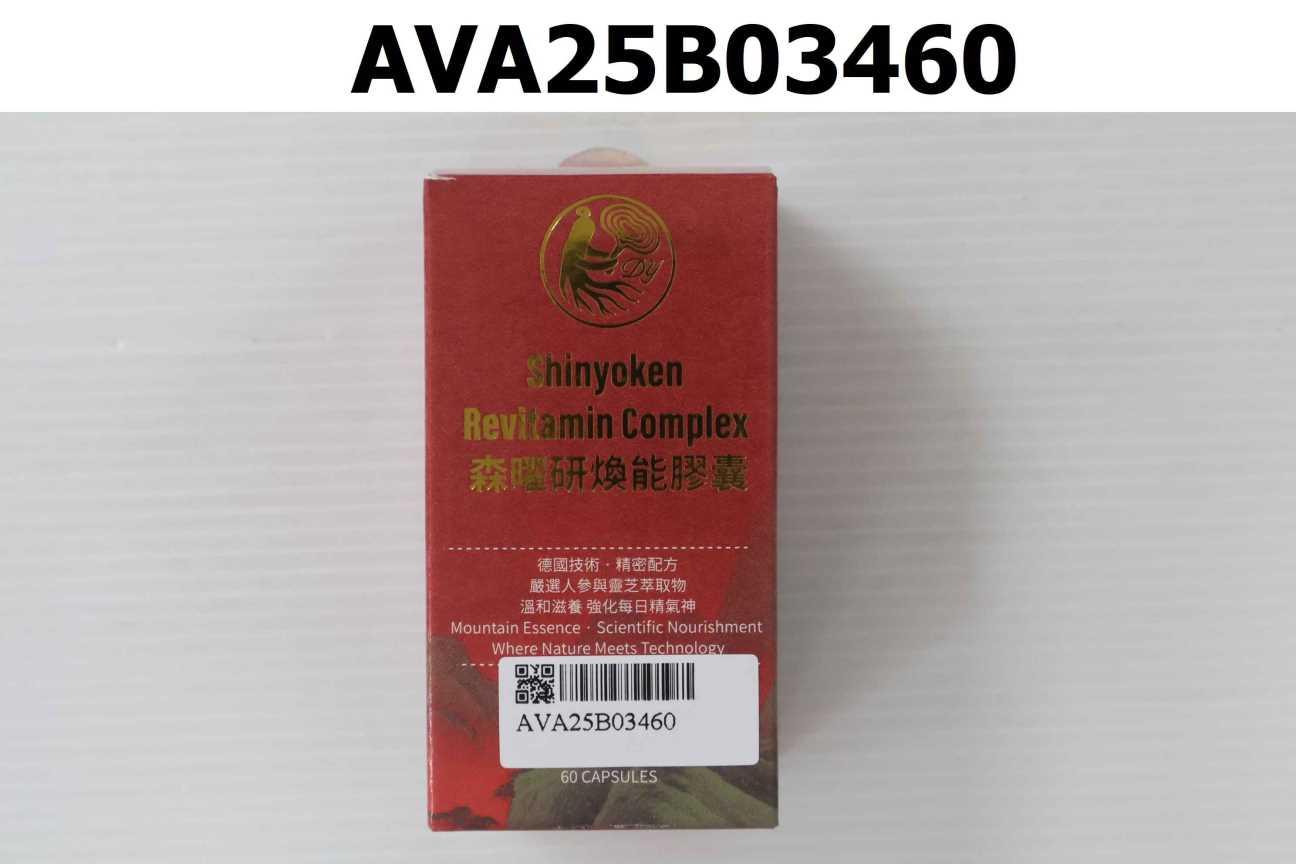 AVA25B03460
DY
Shinyoken
Revitamin Complex
森曜研煥能膠囊
德國技術·精密配方
嚴選人參與靈芝萃取物
溫和滋養 強化每日精氣神
Mountain Essence · Scientific Nourishment
Where Nature Meets Technology
AVA25B03460
60 CAPSULES